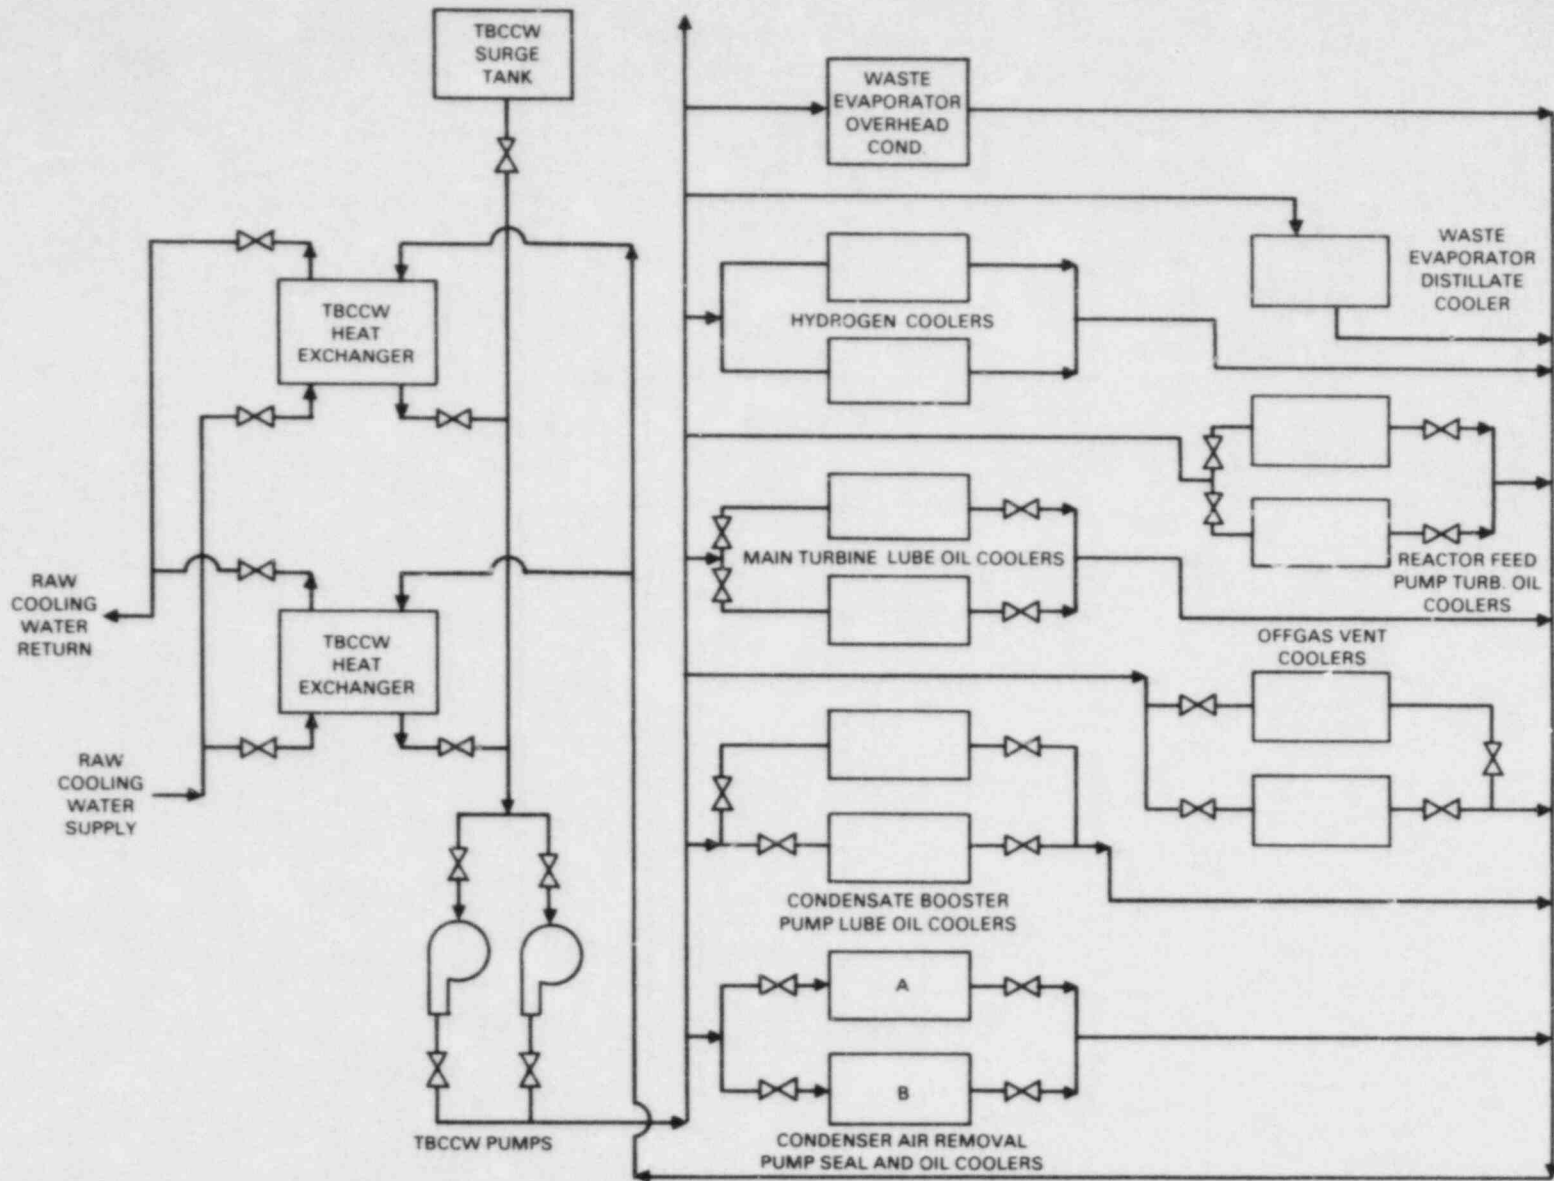 TBCCW
SURGE
TANK
WASTE
EVAPORATOR
OVERHEAD
COND.
WASTE
EVAPORATOR
DISTILLATE
COOLER
TBCCW
HEAT
EXCHANGER
HYDROGEN COOLERS
MAIN TURBINE LUBE OIL COOLERS
REACTOR FEED
PUMP TURB. OIL
COOLERS
RAW
COOLING
WATER
RETURN
TBCCW
HEAT
EXCHANGER
OFFGAS VENT
COOLERS
RAW
COOLING
WATER
SUPPLY
CONDENSATE BOOSTER
PUMP LUBE OIL COOLERS
A
B
TBCCW PUMPS
CONDENSER AIR REMOVAL
PUMP SEAL AND OIL COOLERS